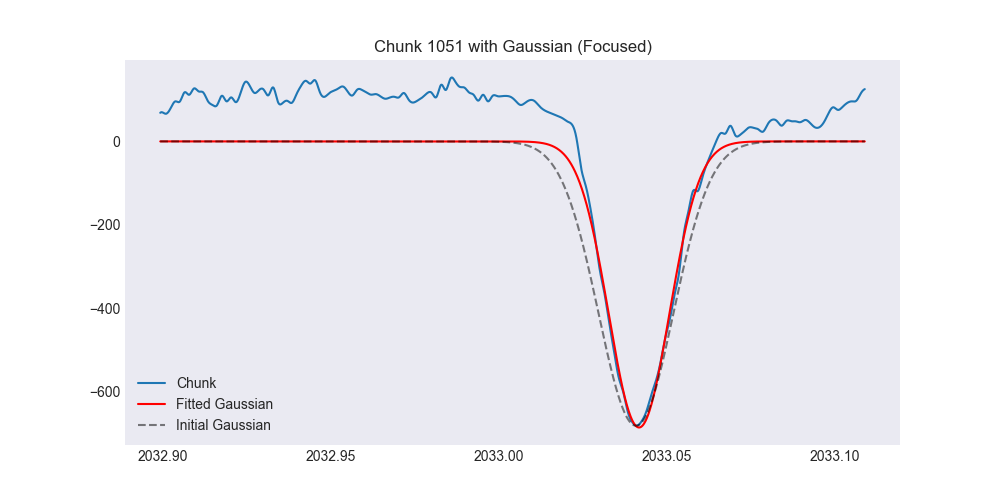 Chunk 1051 with Gaussian (Focused)
0
−200
−400
−600
Chunk
Fitted Gaussian
Initial Gaussian
2032.90 2032.95 2033.00 2033.05 2033.10